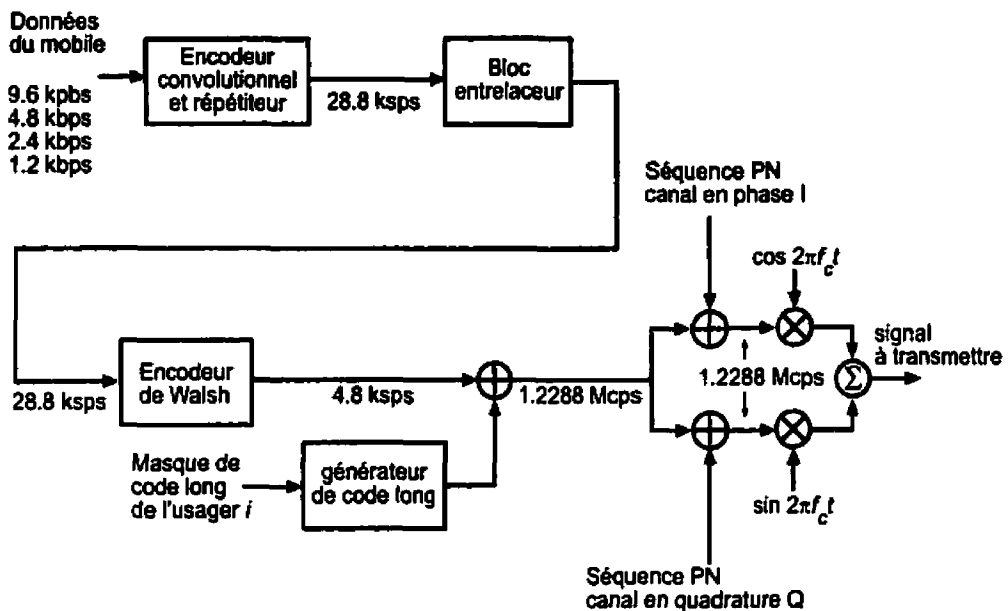 Données
du mobile
9.6 kpbs
4.8 kbps
2.4 kbps
1.2 kbps
Encodeur
convolutionnel
et répétiteur
28.8 ksps
Bloc
entrelaceur
Séquence PN
canal en phase I
cos 2πf_c t
28.8 ksps
Encodeur
de Walsh
4.8 ksps
1.2288 Mcps
1.2288 Mcps
Σ
signal
à transmettre
Masque de
code long
de l'usager i
générateur
de code long
sin 2πf_c t
Séquence PN
canal en quadrature Q